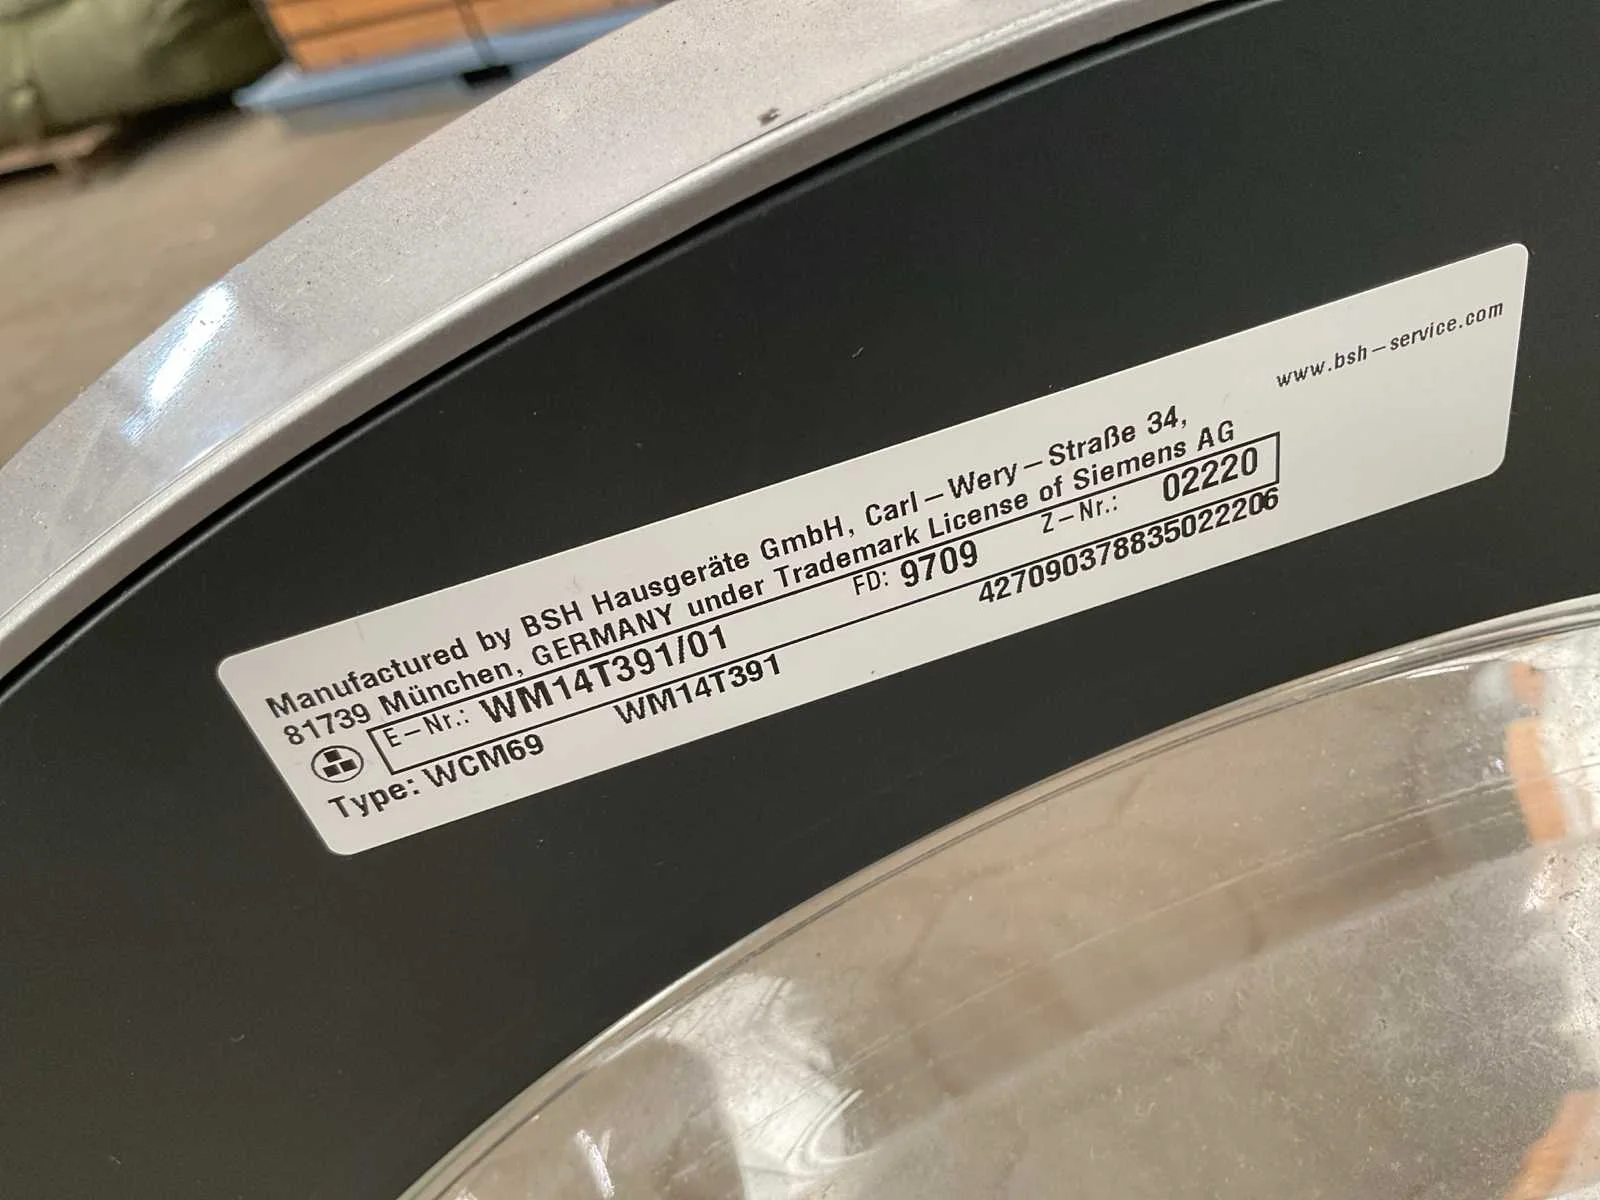 www.bsh-service.com
Manufactured by BSH Hausgeräte GmbH, Carl-Wery-Straße 34,
81739 München, GERMANY under Trademark License of Siemens AG
E-Nr.: WM14T391/01 FD: 9709 Z-Nr.: 02220
Type: WCM69 WM14T391 427090378835022206